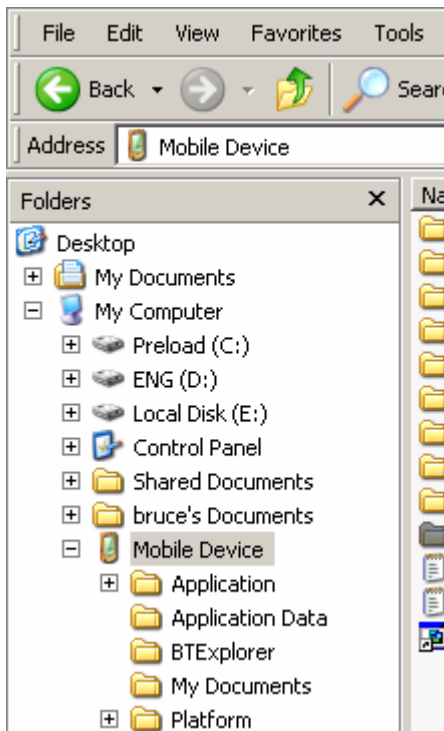 File Edit View Favorites Tools
Back
Address Mobile Device
Folders
Desktop
My Documents
My Computer
Preload (C:)
ENG (D:)
Local Disk (E:)
Control Panel
Shared Documents
bruce's Documents
Mobile Device
Application
Application Data
BTExplorer
My Documents
Platform